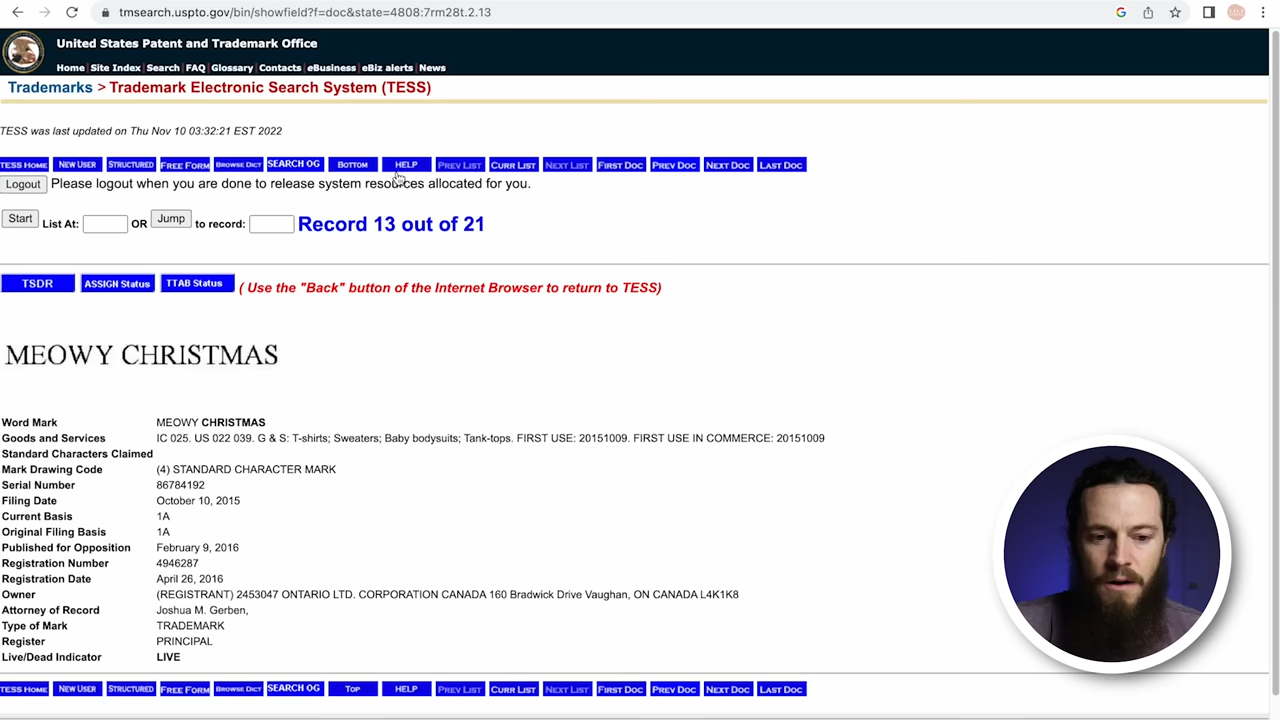 tmsearch.uspto.gov/bin/showfield?f=doc&state=4808:7rm28t.2.13
United States Patent and Trademark Office
Home | Site Index | Search | FAQ | Glossary | Contacts | eBusiness | eBiz alerts | News
Trademarks > Trademark Electronic Search System (TESS)
TESS was last updated on Thu Nov 10 03:32:21 EST 2022
TESS HOME NEW USER STRUCTURED FREE FORM BROWSE DICT SEARCH OG BOTTOM HELP PREV LIST CURR LIST NEXT LIST FIRST DOC PREV DOC NEXT DOC LAST DOC
Logout Please logout when you are done to release system resources allocated for you.
Start List At: OR Jump to record: Record 13 out of 21
TSDR ASSIGN Status TTAB Status ( Use the "Back" button of the Internet Browser to return to TESS)
MEOWY CHRISTMAS
Word Mark MEOWY CHRISTMAS
Goods and Services IC 025. US 022 039. G & S: T-shirts; Sweaters; Baby bodysuits; Tank-tops. FIRST USE: 20151009. FIRST USE IN COMMERCE: 20151009
Standard Characters Claimed
Mark Drawing Code (4) STANDARD CHARACTER MARK
Serial Number 86784192
Filing Date October 10, 2015
Current Basis 1A
Original Filing Basis 1A
Published for Opposition February 9, 2016
Registration Number 4946287
Registration Date April 26, 2016
Owner (REGISTRANT) 2453047 ONTARIO LTD. CORPORATION CANADA 160 Bradwick Drive Vaughan, ON CANADA L4K1K8
Attorney of Record Joshua M. Gerben,
Type of Mark TRADEMARK
Register PRINCIPAL
Live/Dead Indicator LIVE
TESS HOME NEW USER STRUCTURED FREE FORM BROWSE DICT SEARCH OG TOP HELP PREV LIST CURR LIST NEXT LIST FIRST DOC PREV DOC NEXT DOC LAST DOC